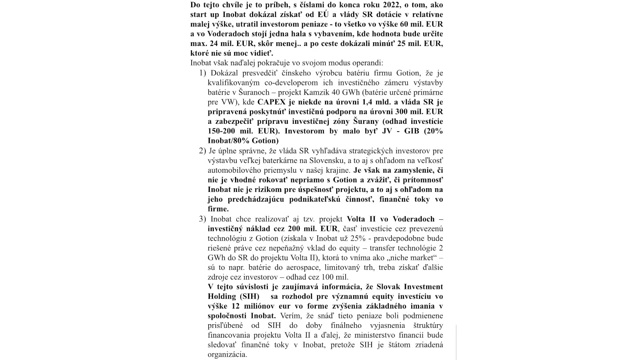 Do tejto chvíle je to príbeh, s číslami do konca roku 2022, o tom, ako
start up Inobat dokázal získať od EÚ a vlády SR dotácie v relatívne
malej výške, utratil investorom peniaze - to všetko vo výške 60 mil. EUR
a vo Voderadoch stojí jedna hala s vybavením, kde hodnota bude určite
max. 24 mil. EUR, skôr menej.. a po ceste dokázali minúť 25 mil. EUR,
ktoré nie sú moc vidieť.
Inobat však naďalej pokračuje vo svojom modus operandi:
1) Dokázal presvedčiť čínskeho výrobcu batériu firmu Gotion, že je
kvalifikovaným co-developerom ich investičného zámeru výstavby
batérie v Šuranoch – projekt Kamzik 40 GWh (batérie určené primárne
pre VW), kde CAPEX je niekde na úrovni 1,4 mld. a vláda SR je
pripravená poskytnúť investičnú podporu na úrovni 300 mil. EUR
a zabezpečiť prípravu investičnej zóny Šurany (odhad investície
150-200 mil. EUR). Investorom by malo byť JV - GIB (20%
Inobat/80% Gotion)
2) Je úplne správne, že vláda SR vyhľadáva strategických investorov pre
výstavbu veľkej baterkárne na Slovensku, a to aj s ohľadom na veľkosť
automobilového priemyslu v našej krajine. Je však na zamyslenie, či
nie je vhodné rokovať nepriamo s Gotion a zvážiť, či prítomnosť
Inobat nie je rizikom pre úspešnosť projektu, a to aj s ohľadom na
jeho predchádzajúcu podnikateľskú činnosť, finančné toky vo
firme.
3) Inobat chce realizovať aj tzv. projekt Volta II vo Voderadoch –
investičný náklad cez 200 mil. EUR, časť investície cez prevezenú
technológiu z Gotion (získala v Inobat už 25% - pravdepodobne bude
riešené práve cez nepeňažný vklad do equity – transfer technológie 2
GWh do SR do projektu Volta II), ktorá to vníma ako „niche market“ –
sú to napr. batérie do aerospace, limitovaný trh, treba získať ďalšie
zdroje cez investorov – odhad cez 100 mil.
V tejto súvislosti je zaujímavá informácia, že Slovak Investment
Holding (SIH) sa rozhodol pre významnú equity investíciu vo
výške 12 miliónov eur vo forme zvýšenia základného imania v
spoločnosti Inobat. Verím, že snáď tieto peniaze boli podmienene
prisľúbené od SIH do doby finálneho vyjasnenia štruktúry
financovania projektu Volta II a ďalej, že ministerstvo financií bude
sledovať finančné toky v Inobat, pretože SIH je štátom zriadená
organizácia.